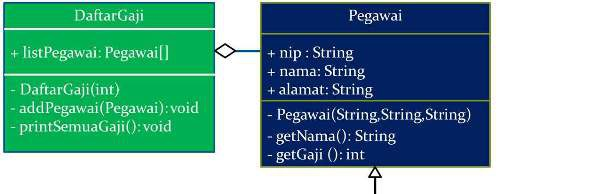 DaftarGaji
+ listPegawai: Pegawai[]
- DaftarGaji(int)
- addPegawai(Pegawai): void
- printSemuaGaji(): void
Pegawai
+ nip : String
+ nama: String
+ alamat: String
- Pegawai(String,String,String)
- getNama(): String
- getGaji (): int